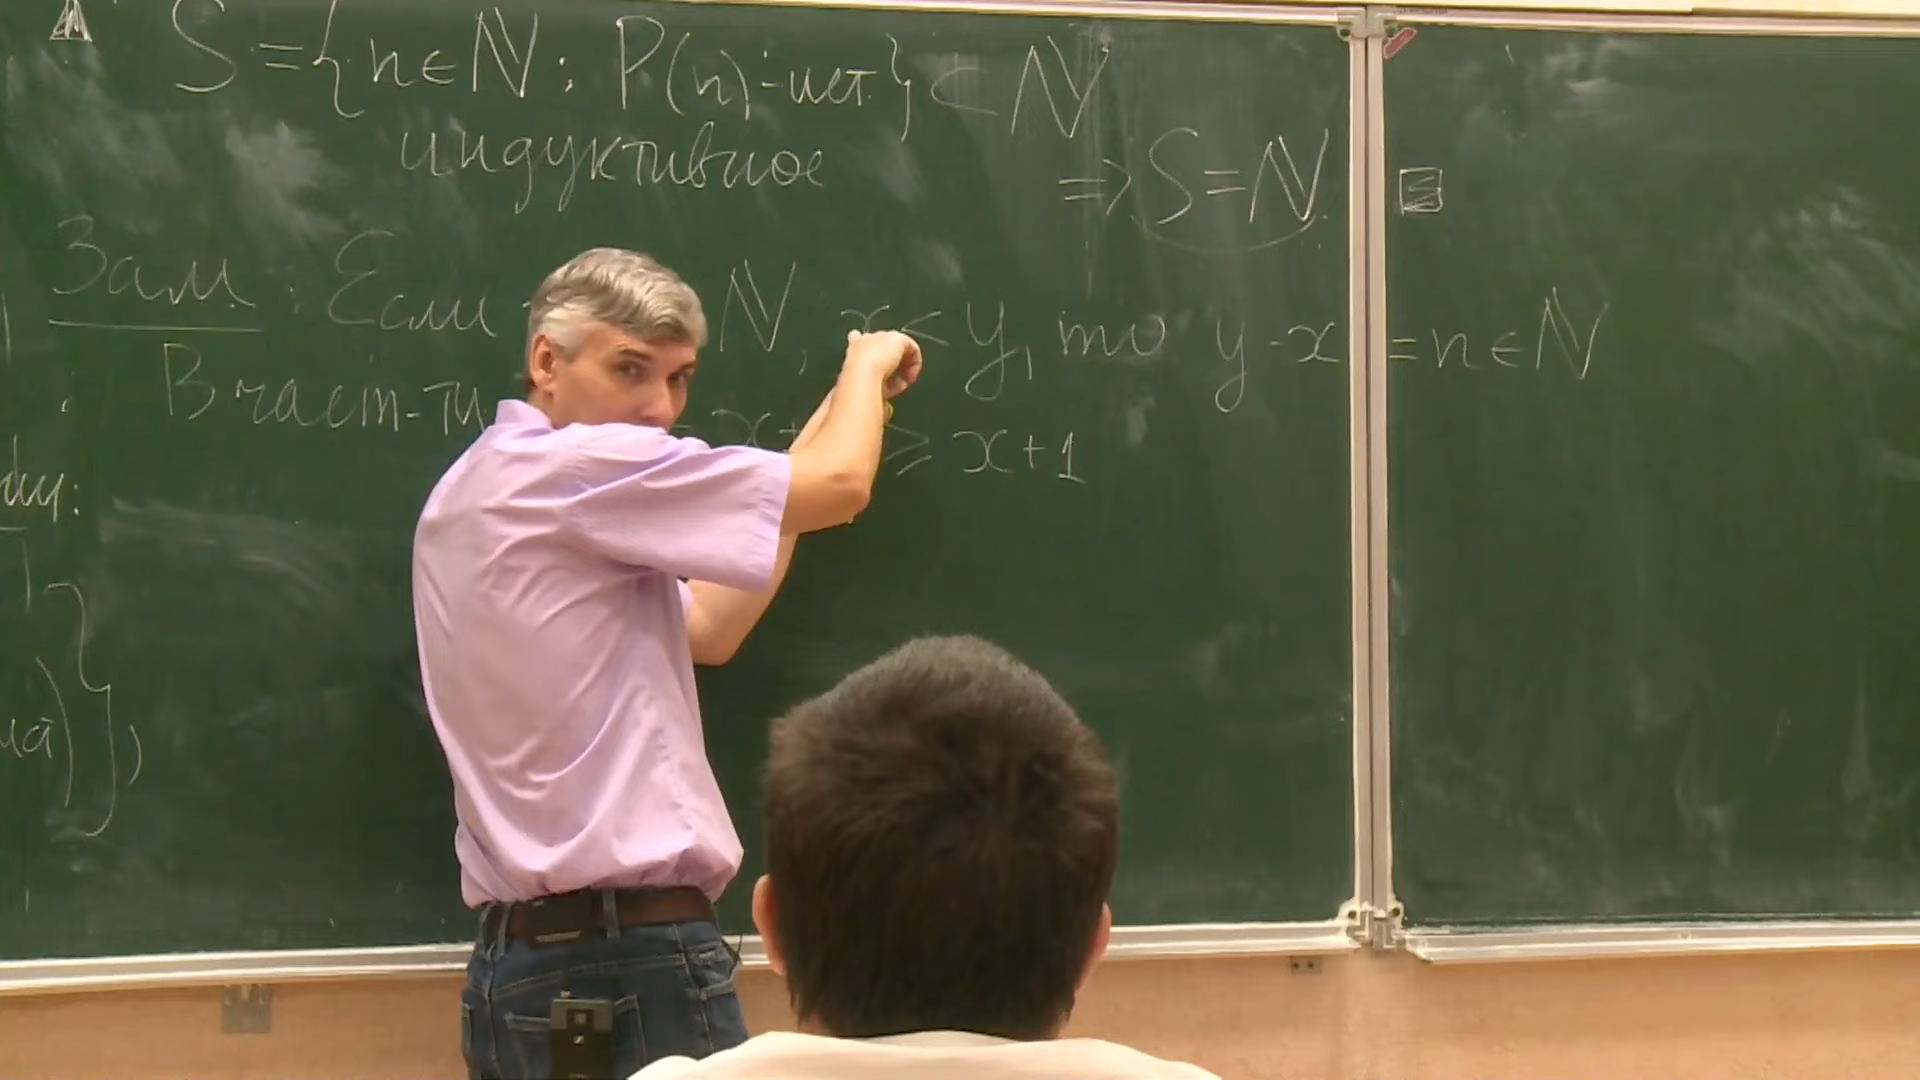 S = {n ∈ ℕ : P(n) - ист.} ⊂ ℕ
индуктивное
⇒ S = ℕ
Зам. Если ℕ, x < y, то y - x = n ∈ ℕ
В част-ти x + ⩾ x + 1